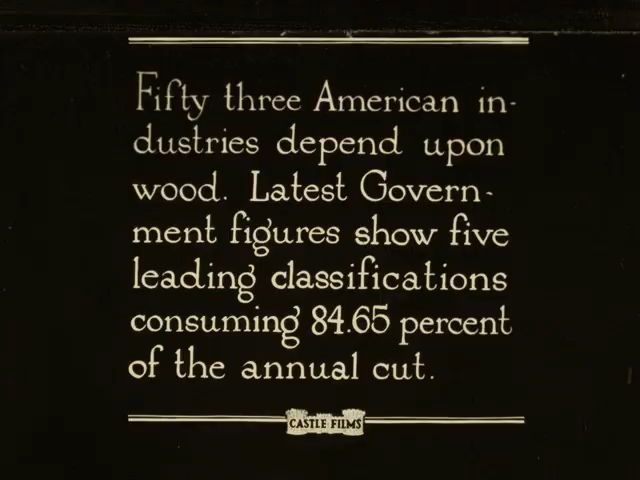 Fifty three American in-
dustries depend upon
wood. Latest Govern-
ment figures show five
leading classifications
consuming 84.65 percent
of the annual cut.
CASTLE FILMS